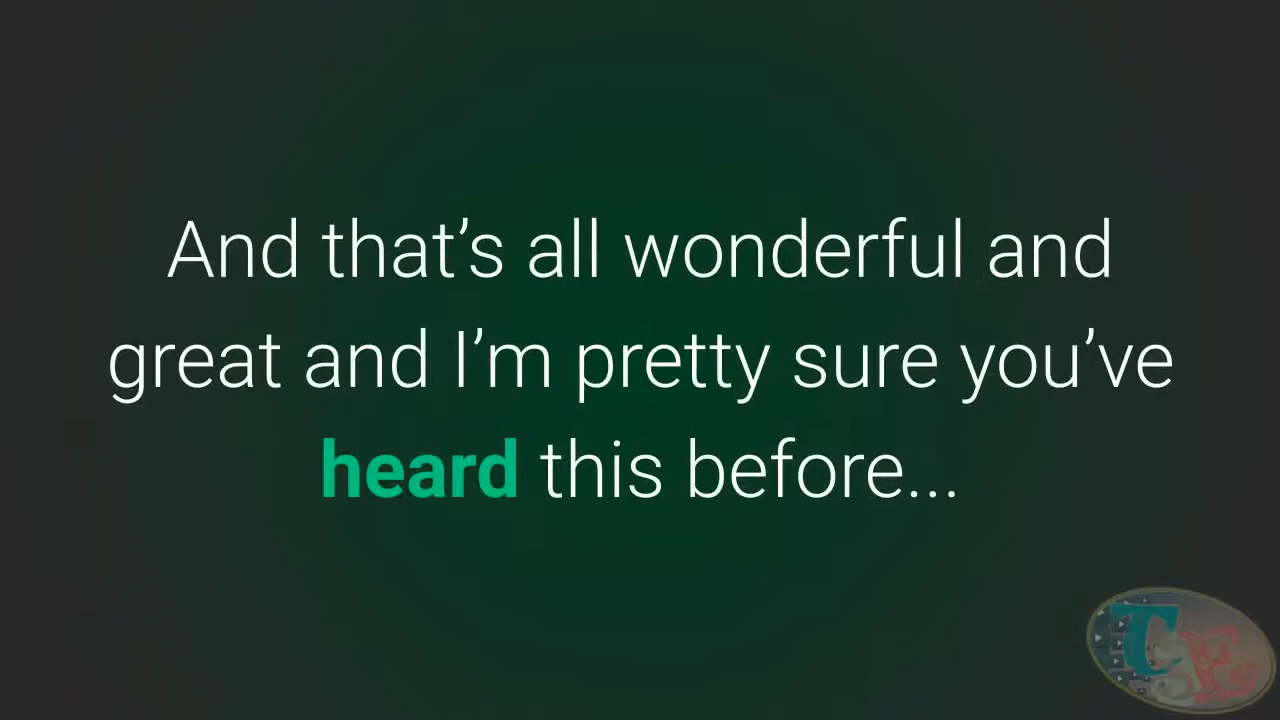 And that’s all wonderful and
great and I’m pretty sure you’ve
heard this before...